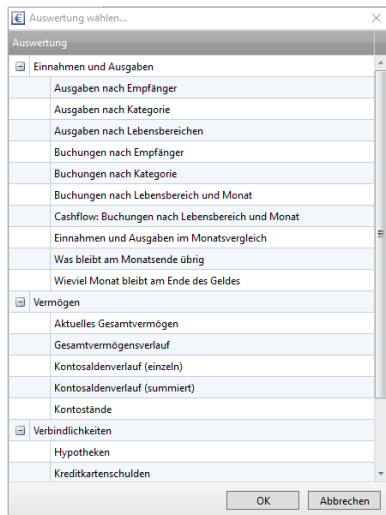 Auswertung wählen...
Auswertung
Einnahmen und Ausgaben
Ausgaben nach Empfänger
Ausgaben nach Kategorie
Ausgaben nach Lebensbereichen
Buchungen nach Empfänger
Buchungen nach Kategorie
Buchungen nach Lebensbereich und Monat
Cashflow: Buchungen nach Lebensbereich und Monat
Einnahmen und Ausgaben im Monatsvergleich
Was bleibt am Monatsende übrig
Wieviel Monat bleibt am Ende des Geldes
Vermögen
Aktuelles Gesamtvermögen
Gesamtvermögensverlauf
Kontosaldenverlauf (einzeln)
Kontosaldenverlauf (summiert)
Kontostände
Verbindlichkeiten
Hypotheken
Kreditkartenschulden
OK Abbrechen